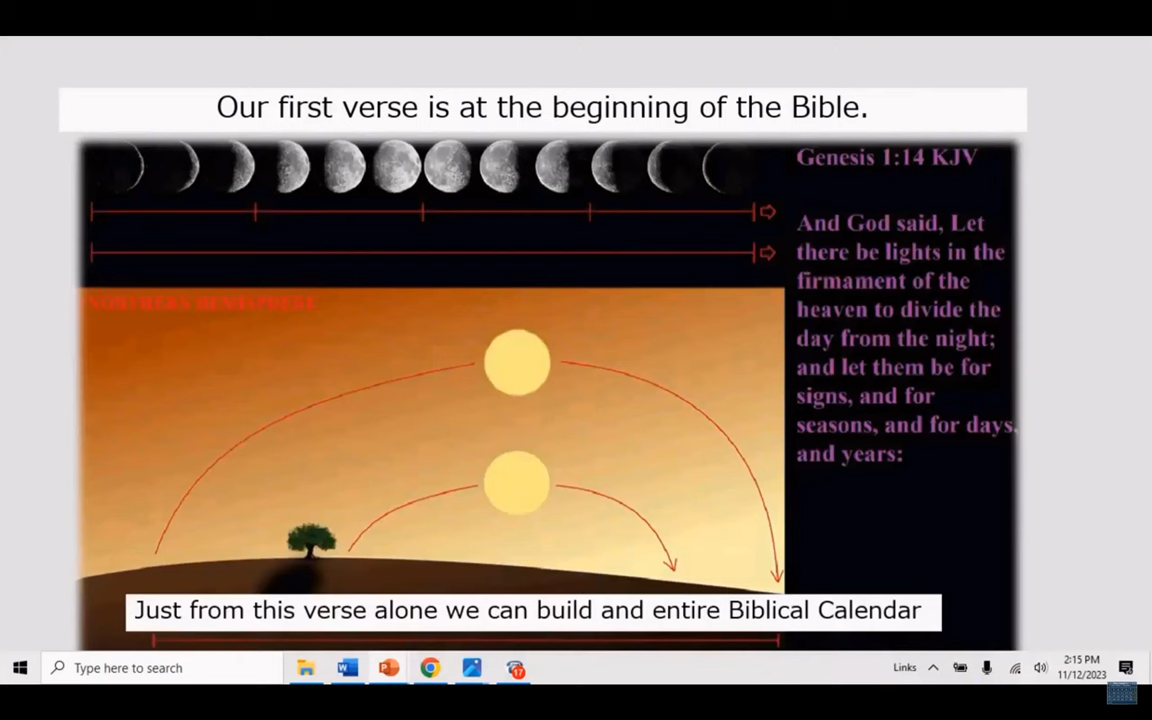 Our first verse is at the beginning of the Bible.
Genesis 1:14 KJV
And God said, Let
there be lights in the
firmament of the
heaven to divide the
day from the night;
and let them be for
signs, and for
seasons, and for days,
and years:
NORTHERN HEMISPHERE
Just from this verse alone we can build and entire Biblical Calendar
Type here to search
17
Links
2:15 PM
11/12/2023